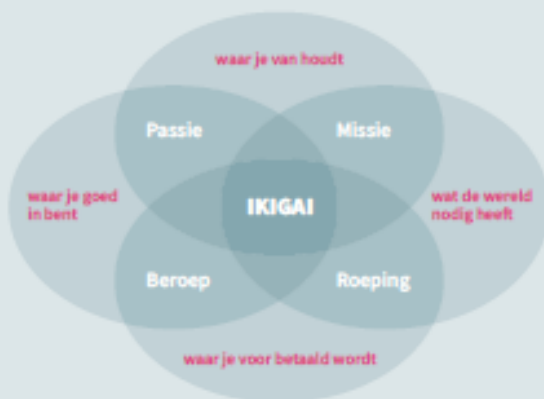 waar je van houdt
Passie
Missie
waar je goed
in bent
IKIGAI
wat de wereld
nodig heeft
Beroep
Roeping
waar je voor betaald wordt